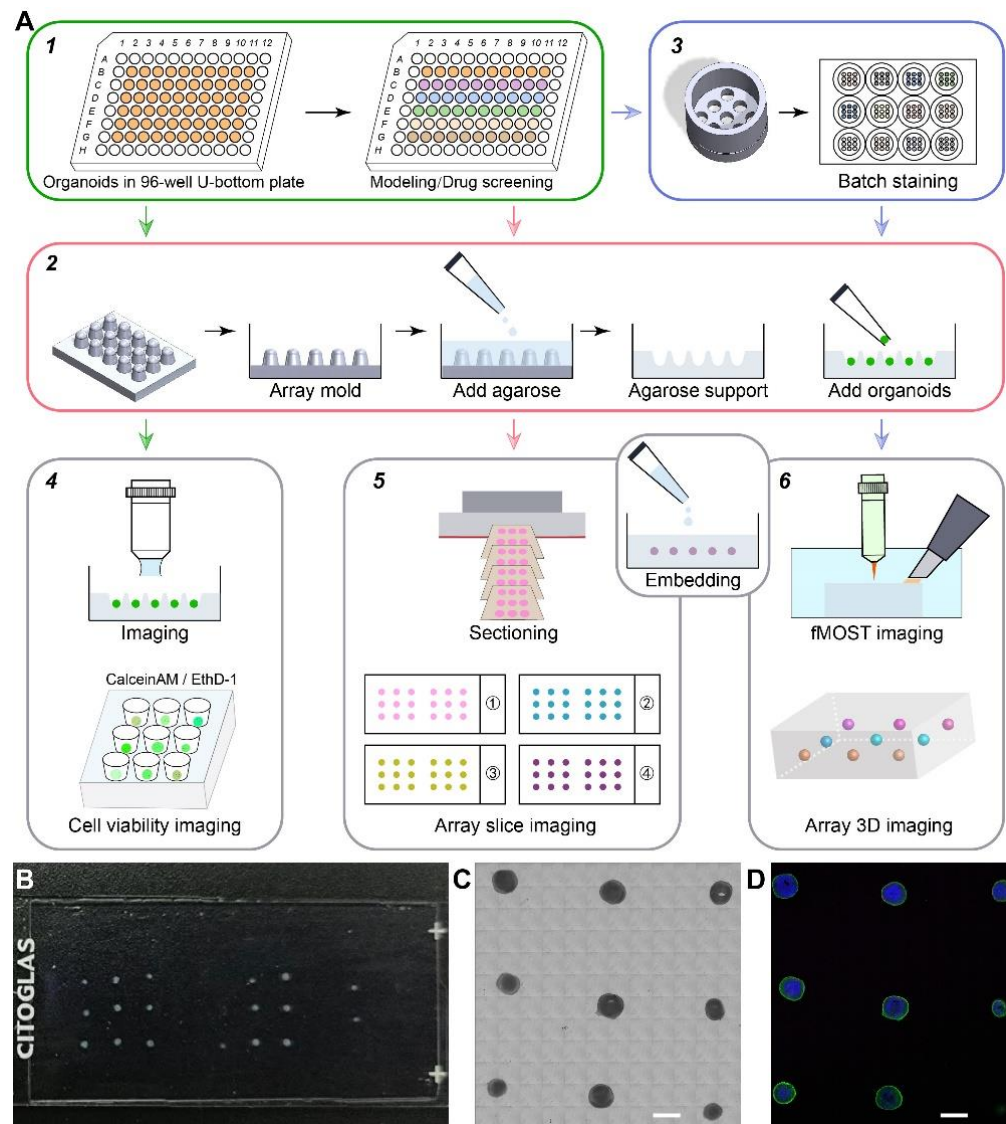 A
1
1 2 3 4 5 6 7 8 9 10 11 12
A
B
C
D
E
F
G
H
Organoids in 96-well U-bottom plate
1 2 3 4 5 6 7 8 9 10 11 12
A
B
C
D
E
F
G
H
Modeling/Drug screening
3
Batch staining
2
Array mold
Add agarose
Agarose support
Add organoids
4
Imaging
CalceinAM / EthD-1
Cell viability imaging
5
Sectioning
Embedding
①
②
③
④
Array slice imaging
6
fMOST imaging
Array 3D imaging
B
CITOGLAS
C
D